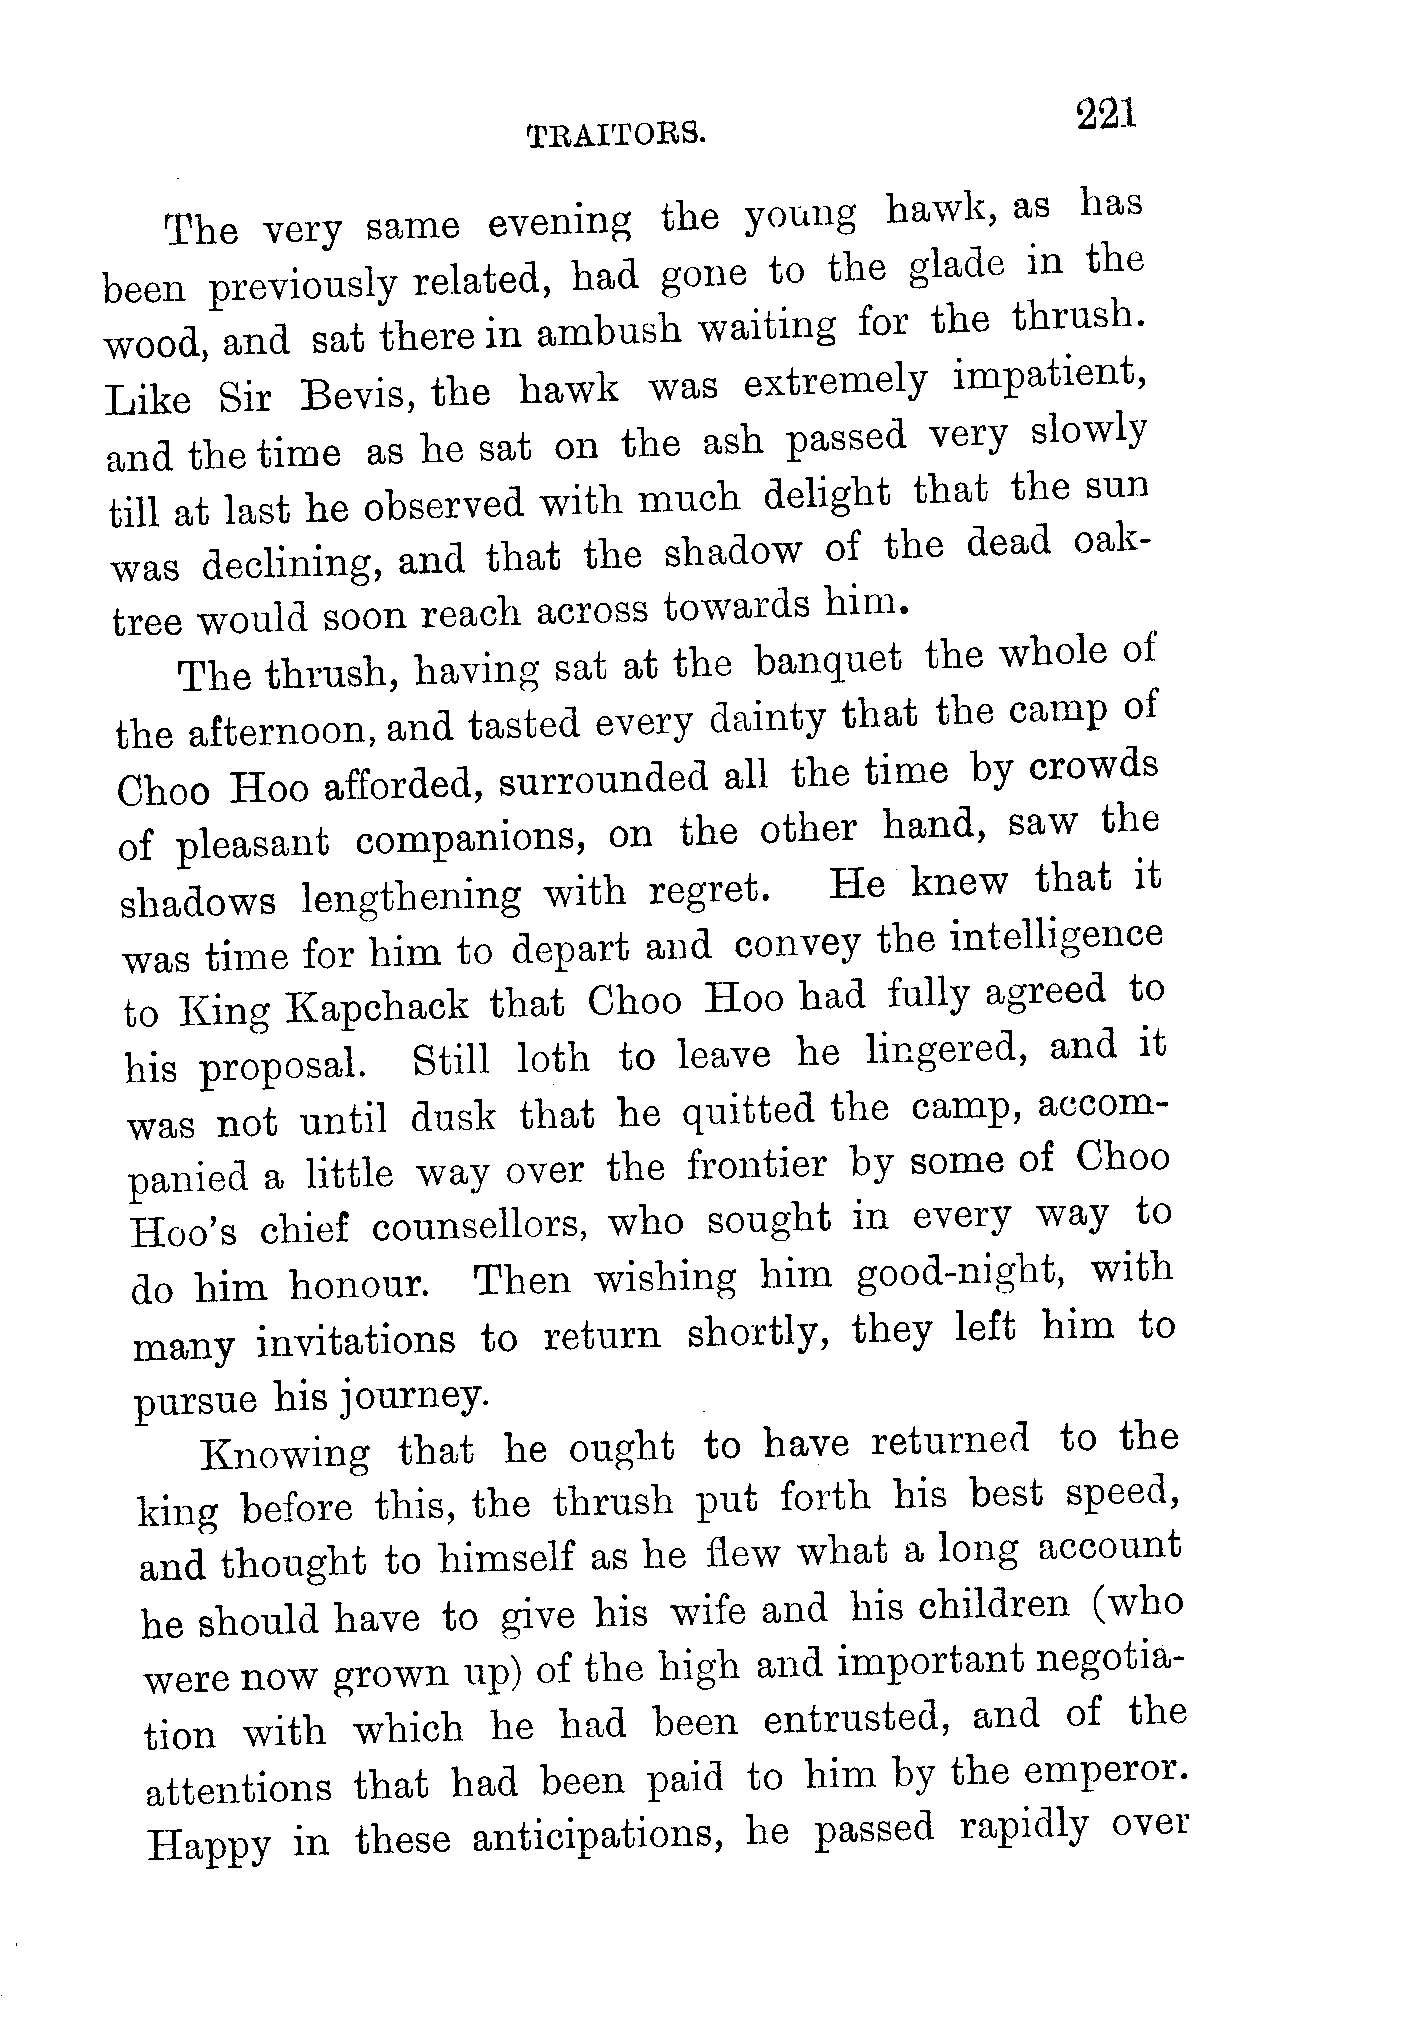 TRAITORS. 221
The very same evening the young hawk, as has
been previously related, had gone to the glade in the
wood, and sat there in ambush waiting for the thrush.
Like Sir Bevis, the hawk was extremely impatient,
and the time as he sat on the ash passed very slowly
till at last he observed with much delight that the sun
was declining, and that the shadow of the dead oak-
tree would soon reach across towards him.
The thrush, having sat at the banquet the whole of
the afternoon, and tasted every dainty that the camp of
Choo Hoo afforded, surrounded all the time by crowds
of pleasant companions, on the other hand, saw the
shadows lengthening with regret. He knew that it
was time for him to depart and convey the intelligence
to King Kapchack that Choo Hoo had fully agreed to
his proposal. Still loth to leave he lingered, and it
was not until dusk that he quitted the camp, accom-
panied a little way over the frontier by some of Choo
Hoo's chief counsellors, who sought in every way to
do him honour. Then wishing him good-night, with
many invitations to return shortly, they left him to
pursue his journey.
Knowing that he ought to have returned to the
king before this, the thrush put forth his best speed,
and thought to himself as he flew what a long account
he should have to give his wife and his children (who
were now grown up) of the high and important negotia-
tion with which he had been entrusted, and of the
attentions that had been paid to him by the emperor.
Happy in these anticipations, he passed rapidly over